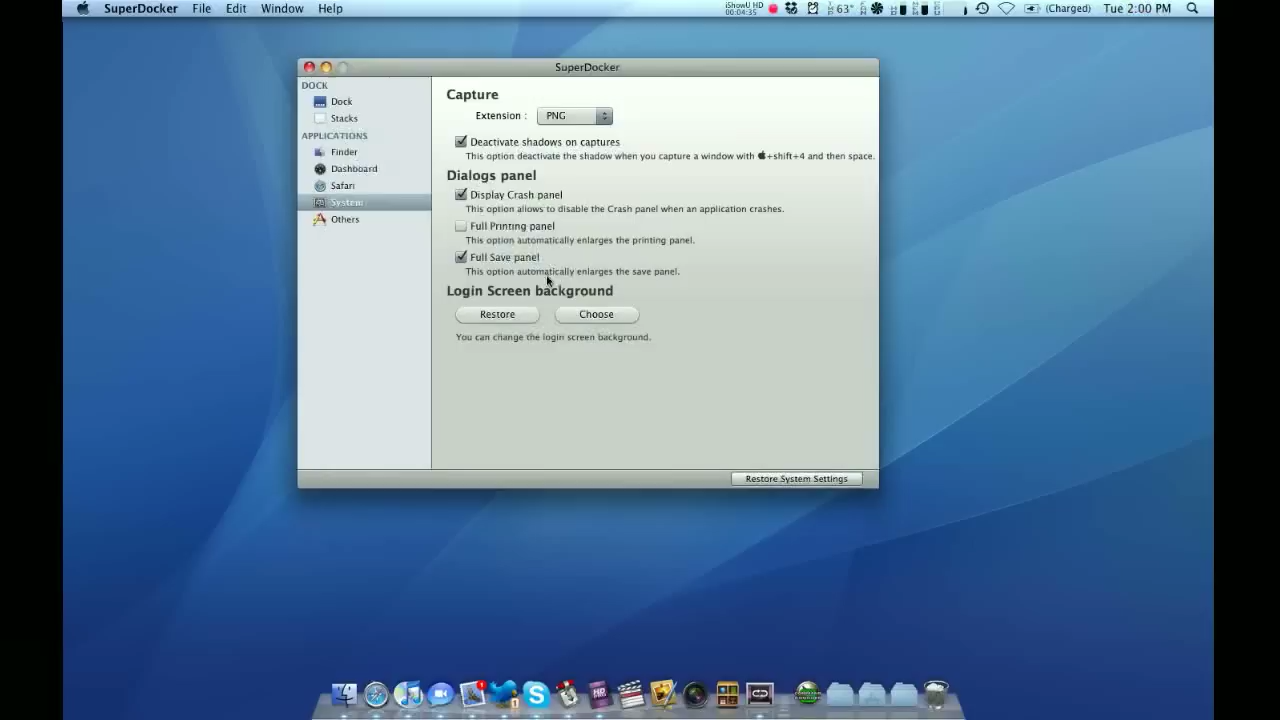 SuperDocker File Edit Window Help iShowU HD 00:04:35 63° (Charged) Tue 2:00 PM
SuperDocker
DOCK
Dock
Stacks
APPLICATIONS
Finder
Dashboard
Safari
System
Others
Capture
Extension : PNG
Deactivate shadows on captures
This option deactivate the shadow when you capture a window with +shift+4 and then space.
Dialogs panel
Display Crash panel
This option allows to disable the Crash panel when an application crashes.
Full Printing panel
This option automatically enlarges the printing panel.
Full Save panel
This option automatically enlarges the save panel.
Login Screen background
Restore Choose
You can change the login screen background.
Restore System Settings